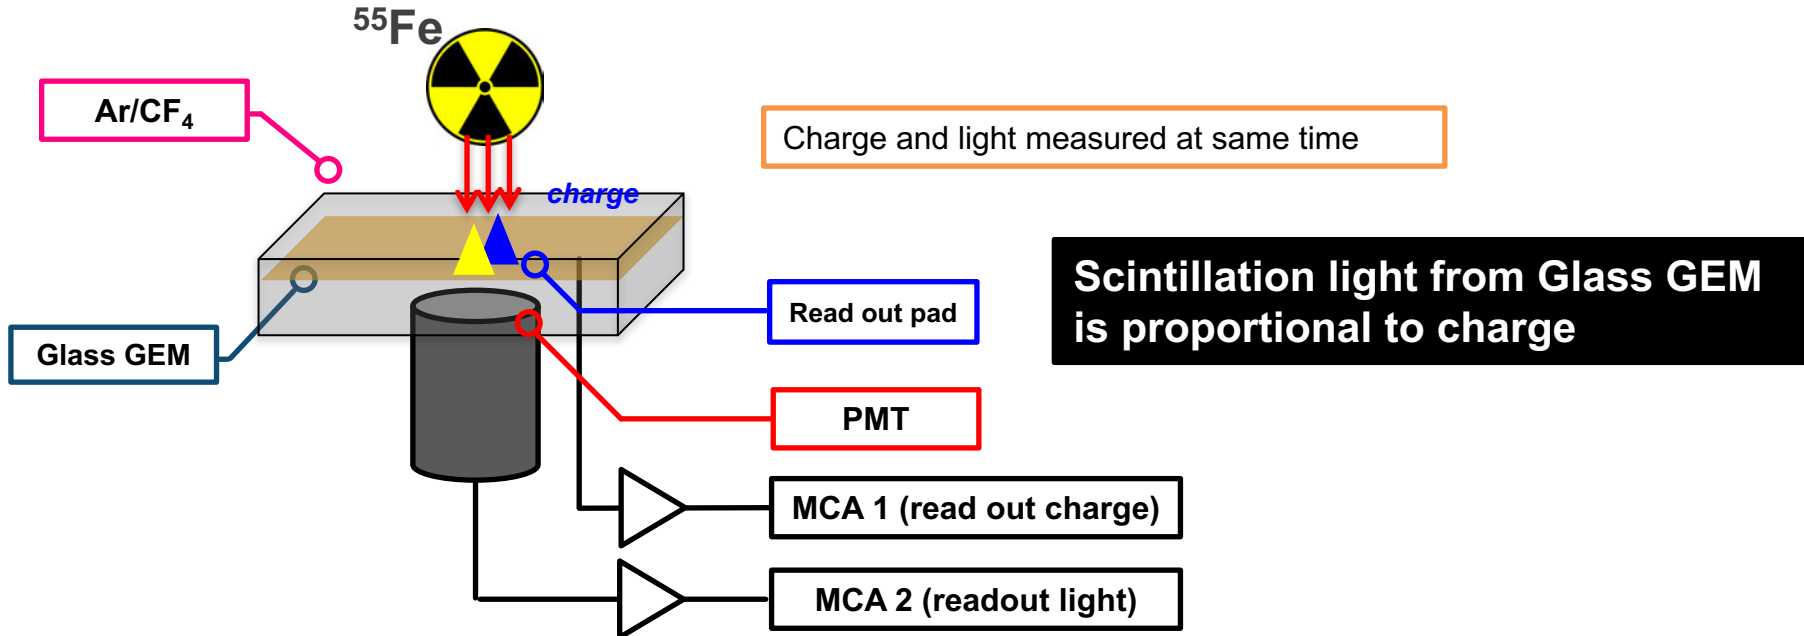 ⁵⁵Fe
Ar/CF₄
Charge and light measured at same time
charge
Scintillation light from Glass GEM
is proportional to charge
Read out pad
Glass GEM
PMT
MCA 1 (read out charge)
MCA 2 (readout light)